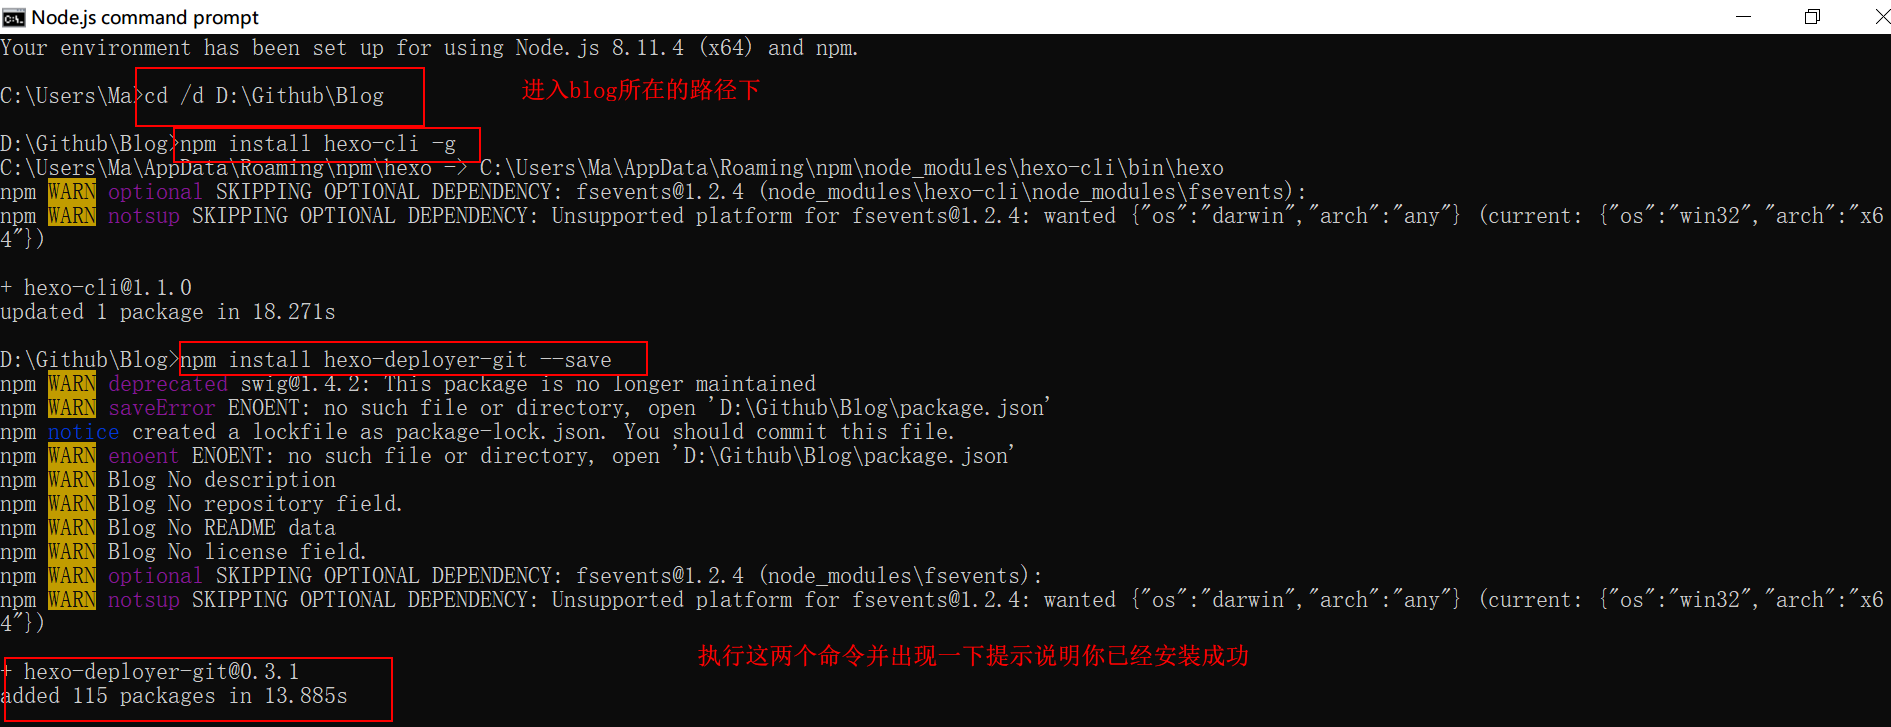 Node.js command prompt
Your environment has been set up for using Node.js 8.11.4 (x64) and npm.
C:\Users\Ma>cd /d D:\Github\Blog
进入blog所在的路径下
D:\Github\Blog>npm install hexo-cli -g
C:\Users\Ma\AppData\Roaming\npm\hexo -> C:\Users\Ma\AppData\Roaming\npm\node_modules\hexo-cli\bin\hexo
npm WARN optional SKIPPING OPTIONAL DEPENDENCY: fsevents@1.2.4 (node_modules\hexo-cli\node_modules\fsevents):
npm WARN notsup SKIPPING OPTIONAL DEPENDENCY: Unsupported platform for fsevents@1.2.4: wanted {"os":"darwin","arch":"any"} (current: {"os":"win32","arch":"x6
4"})
+ hexo-cli@1.1.0
updated 1 package in 18.271s
D:\Github\Blog>npm install hexo-deployer-git --save
npm WARN deprecated swig@1.4.2: This package is no longer maintained
npm WARN saveError ENOENT: no such file or directory, open 'D:\Github\Blog\package.json'
npm notice created a lockfile as package-lock.json. You should commit this file.
npm WARN enoent ENOENT: no such file or directory, open 'D:\Github\Blog\package.json'
npm WARN Blog No description
npm WARN Blog No repository field.
npm WARN Blog No README data
npm WARN Blog No license field.
npm WARN optional SKIPPING OPTIONAL DEPENDENCY: fsevents@1.2.4 (node_modules\fsevents):
npm WARN notsup SKIPPING OPTIONAL DEPENDENCY: Unsupported platform for fsevents@1.2.4: wanted {"os":"darwin","arch":"any"} (current: {"os":"win32","arch":"x6
4"})
执行这两个命令并出现一下提示说明你已经安装成功
+ hexo-deployer-git@0.3.1
added 115 packages in 13.885s